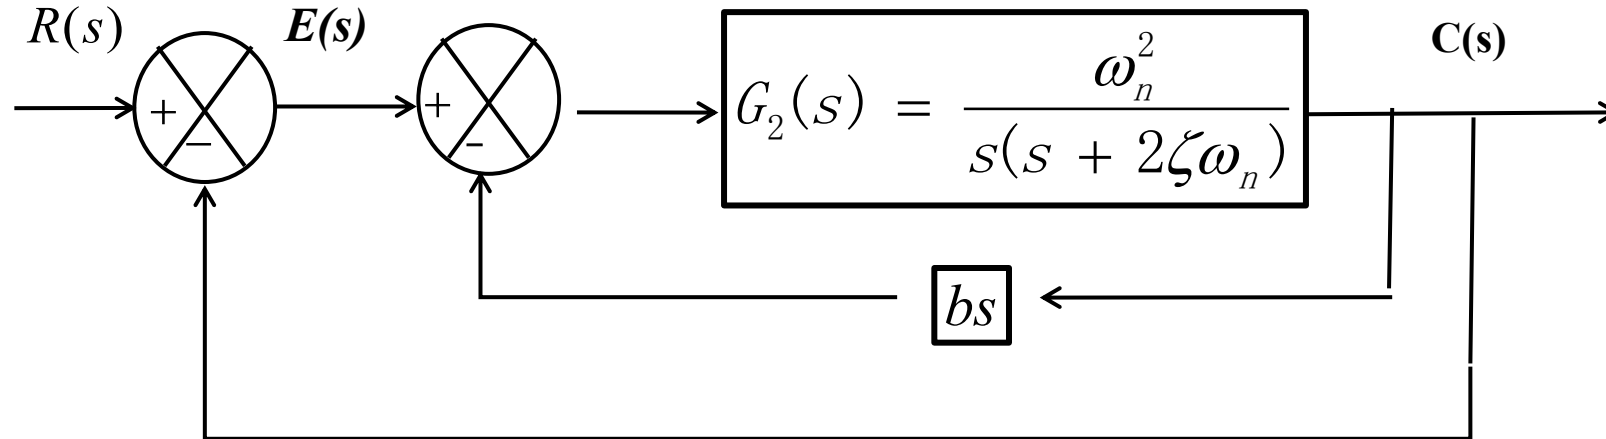 R(s)
E(s)
C(s)
+
−
+
-
G₂(s) = ωₙ² / s(s + 2ζωₙ)
bs